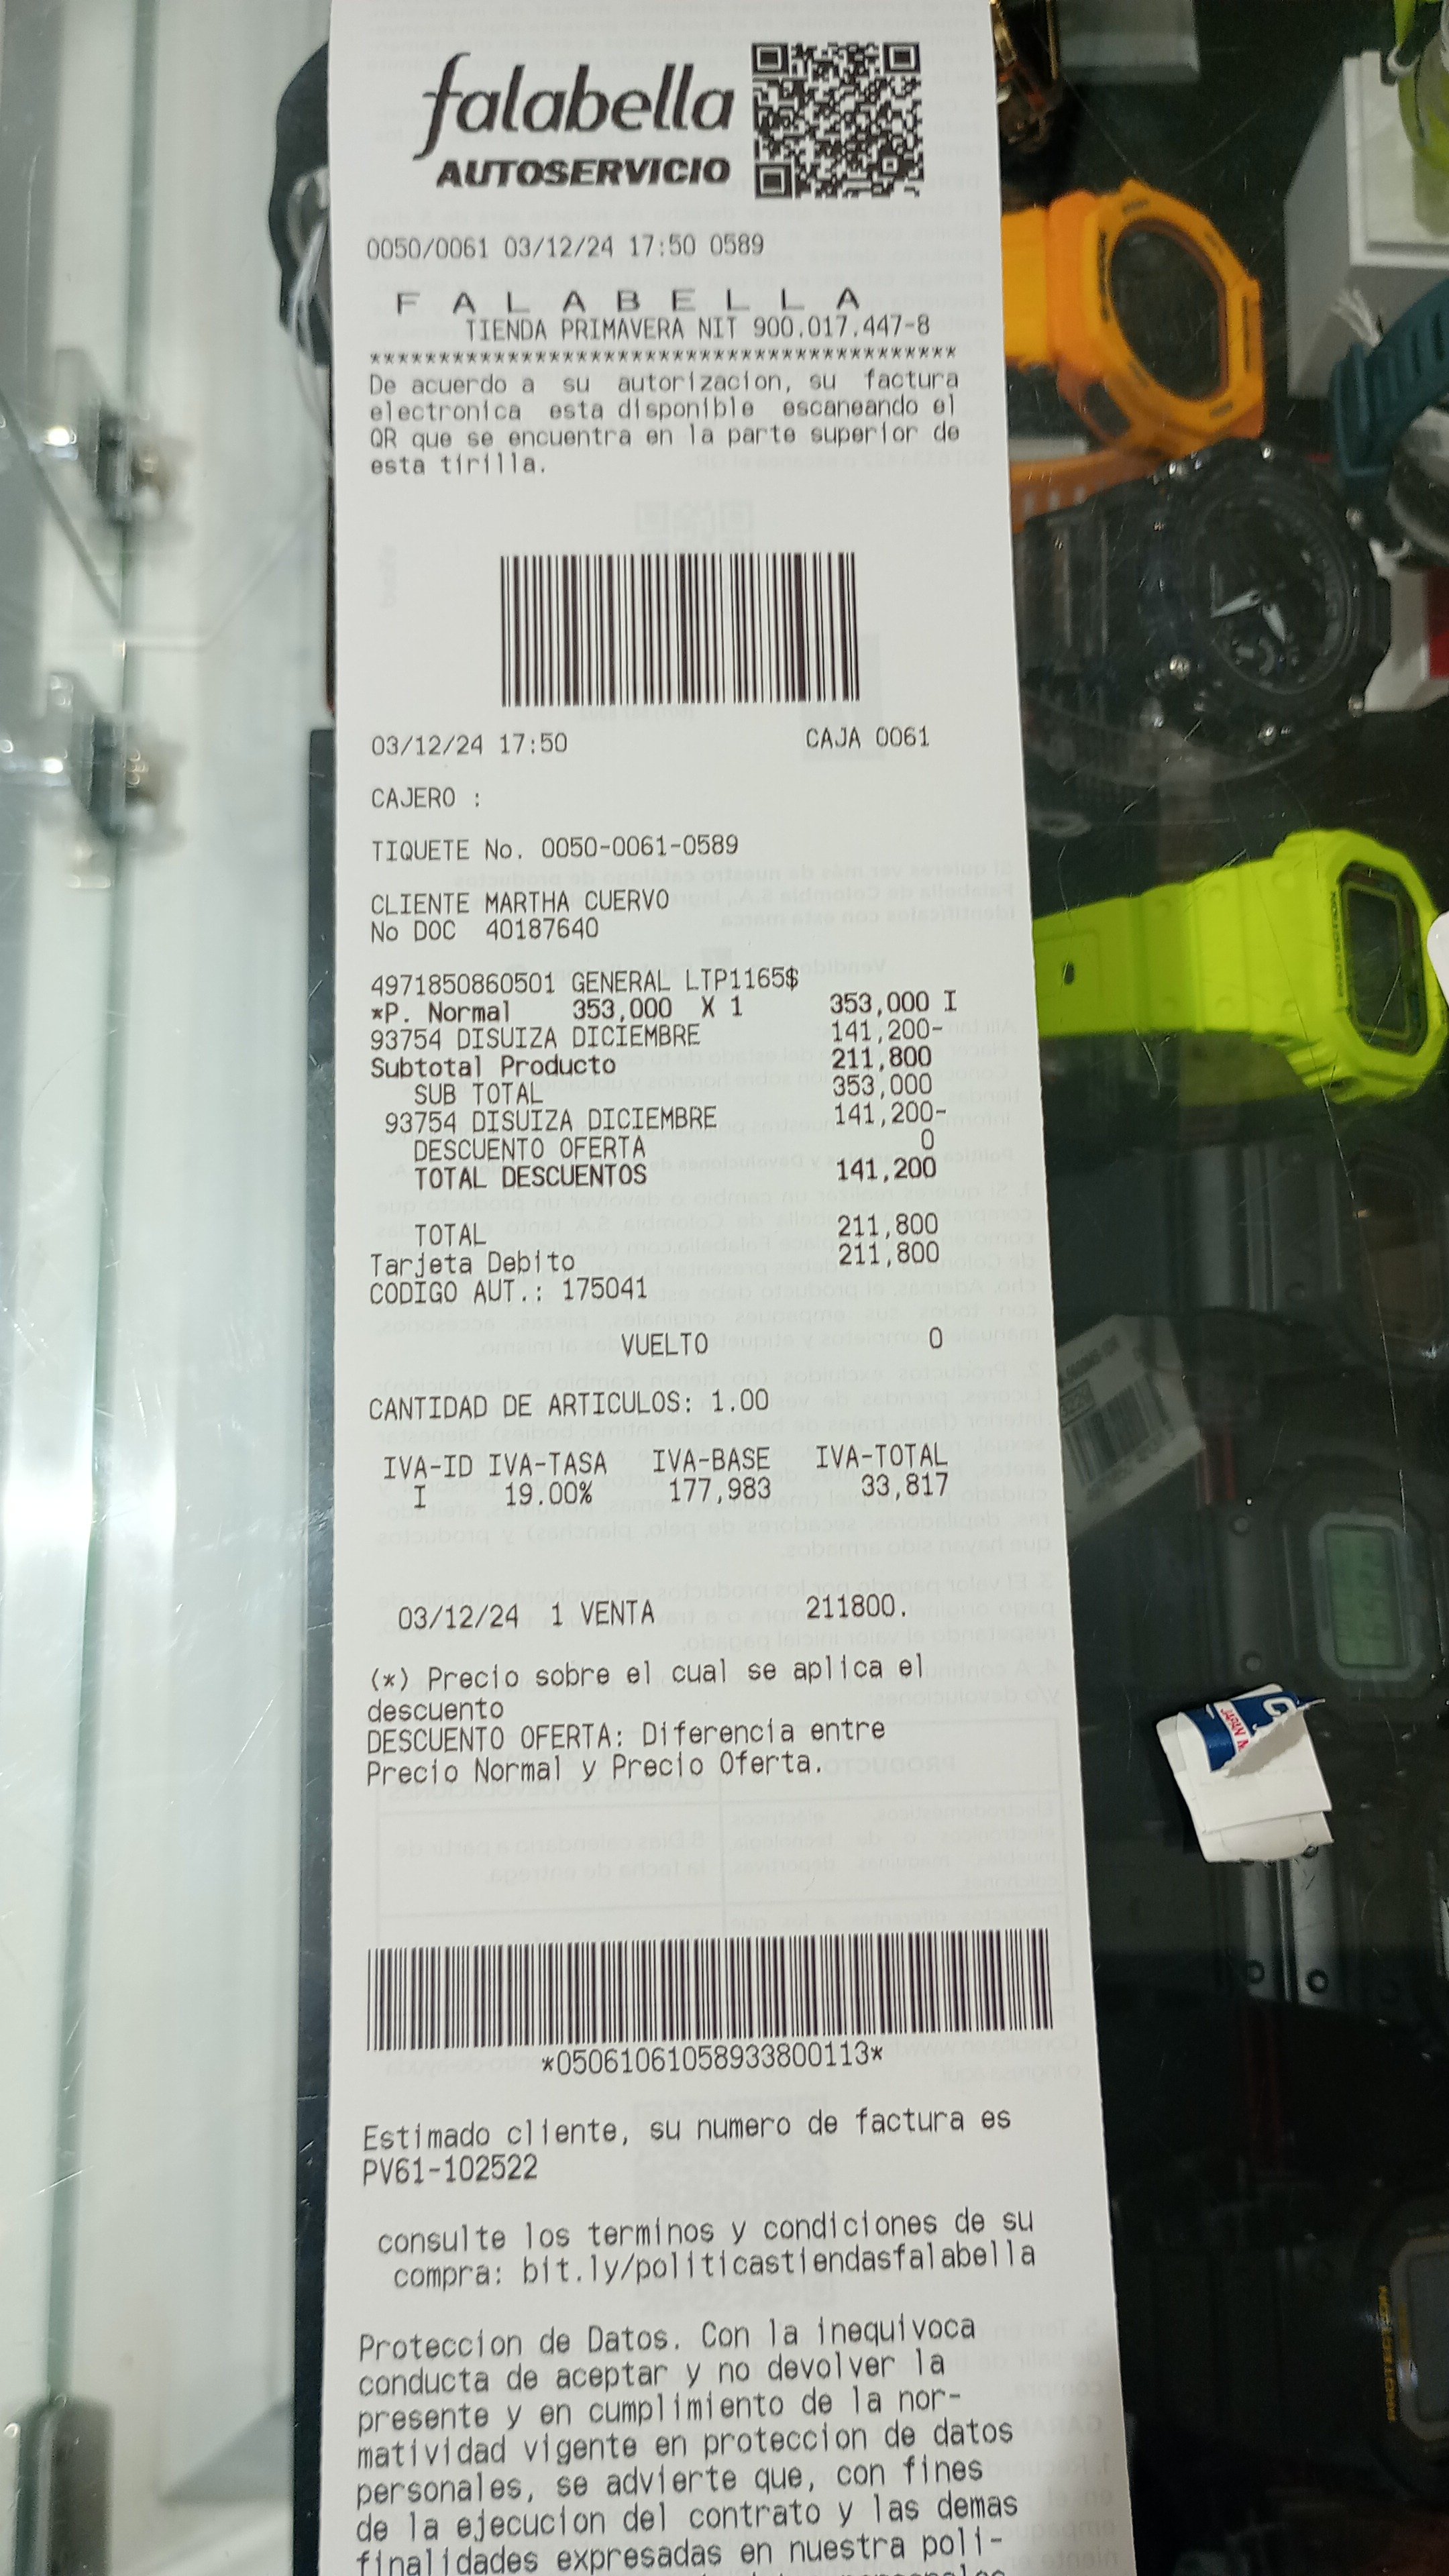 falabella
AUTOSERVICIO
0050/0061 03/12/24 17:50 0589
F A L A B E L L A
TIENDA PRIMAVERA NIT 900.017.447-8
******************************************
De acuerdo a su autorizacion, su factura
electronica esta disponible escaneando el
QR que se encuentra en la parte superior de
esta tirilla.
03/12/24 17:50 CAJA 0061
CAJERO :
TIQUETE No. 0050-0061-0589
CLIENTE MARTHA CUERVO
No DOC 40187640
4971850860501 GENERAL LTP1165$
*P. Normal 353,000 X 1 353,000 I
93754 DISUIZA DICIEMBRE 141,200-
Subtotal Producto 211,800
SUB TOTAL 353,000
93754 DISUIZA DICIEMBRE 141,200-
DESCUENTO OFERTA 0
TOTAL DESCUENTOS 141,200
TOTAL 211,800
Tarjeta Debito 211,800
CODIGO AUT.: 175041
VUELTO 0
CANTIDAD DE ARTICULOS: 1.00
IVA-ID IVA-TASA IVA-BASE IVA-TOTAL
I 19.00% 177,983 33,817
03/12/24 1 VENTA 211800.
(*) Precio sobre el cual se aplica el
descuento
DESCUENTO OFERTA: Diferencia entre
Precio Normal y Precio Oferta.
*05061061058933800113*
Estimado cliente, su numero de factura es
PV61-102522
consulte los terminos y condiciones de su
compra: bit.ly/politicastiendasfalabella
Proteccion de Datos. Con la inequivoca
conducta de aceptar y no devolver la
presente y en cumplimiento de la nor-
matividad vigente en proteccion de datos
personales, se advierte que, con fines
de la ejecucion del contrato y las demas
finalidades expresadas en nuestra poli-
JAPAN
PROTECTION